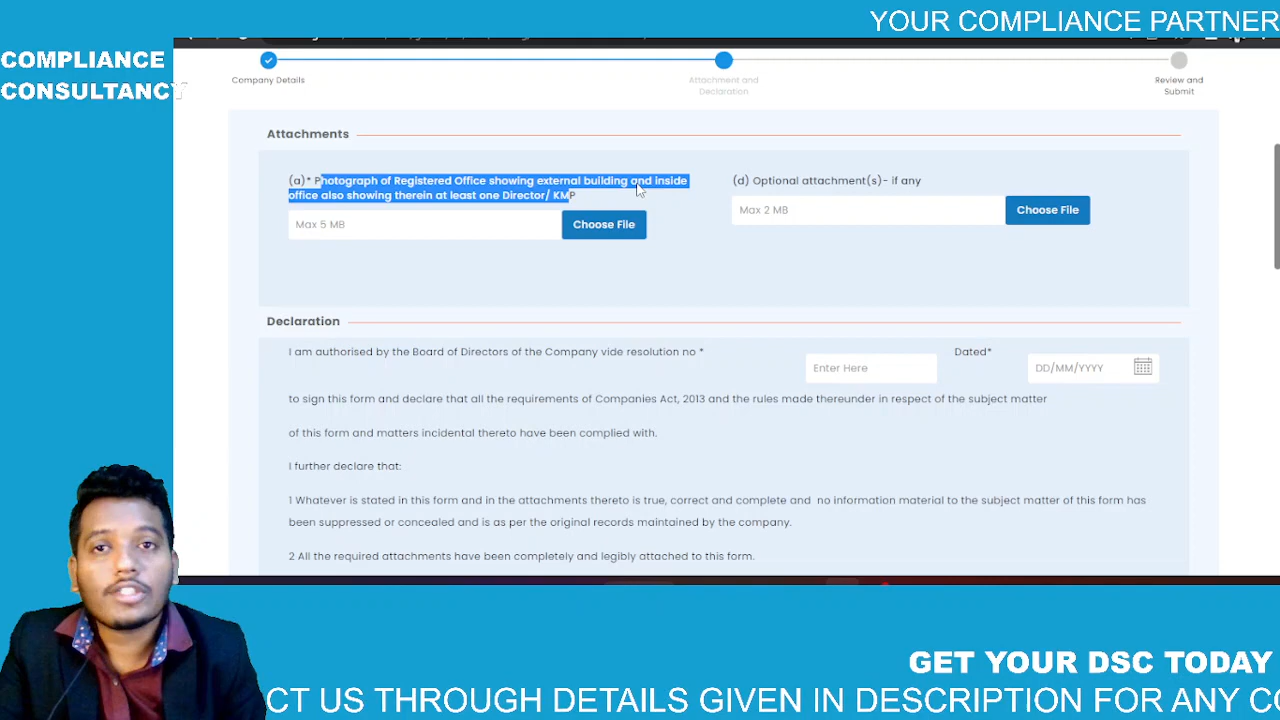 YOUR COMPLIANCE PARTNER
COMPLIANCE
CONSULTANCY
Company Details
Attachment and
Declaration
Review and
Submit
Attachments
(a)* Photograph of Registered Office showing external building and inside
office also showing therein at least one Director/ KMP
Max 5 MB
Choose File
(d) Optional attachment(s)- if any
Max 2 MB
Choose File
Declaration
I am authorised by the Board of Directors of the Company vide resolution no *
Enter Here
Dated*
DD/MM/YYYY
to sign this form and declare that all the requirements of Companies Act, 2013 and the rules made thereunder in respect of the subject matter
of this form and matters incidental thereto have been complied with.
I further declare that:
1 Whatever is stated in this form and in the attachments thereto is true, correct and complete and no information material to the subject matter of this form has
been suppressed or concealed and is as per the original records maintained by the company.
2 All the required attachments have been completely and legibly attached to this form.
GET YOUR DSC TODAY
CT US THROUGH DETAILS GIVEN IN DESCRIPTION FOR ANY CO